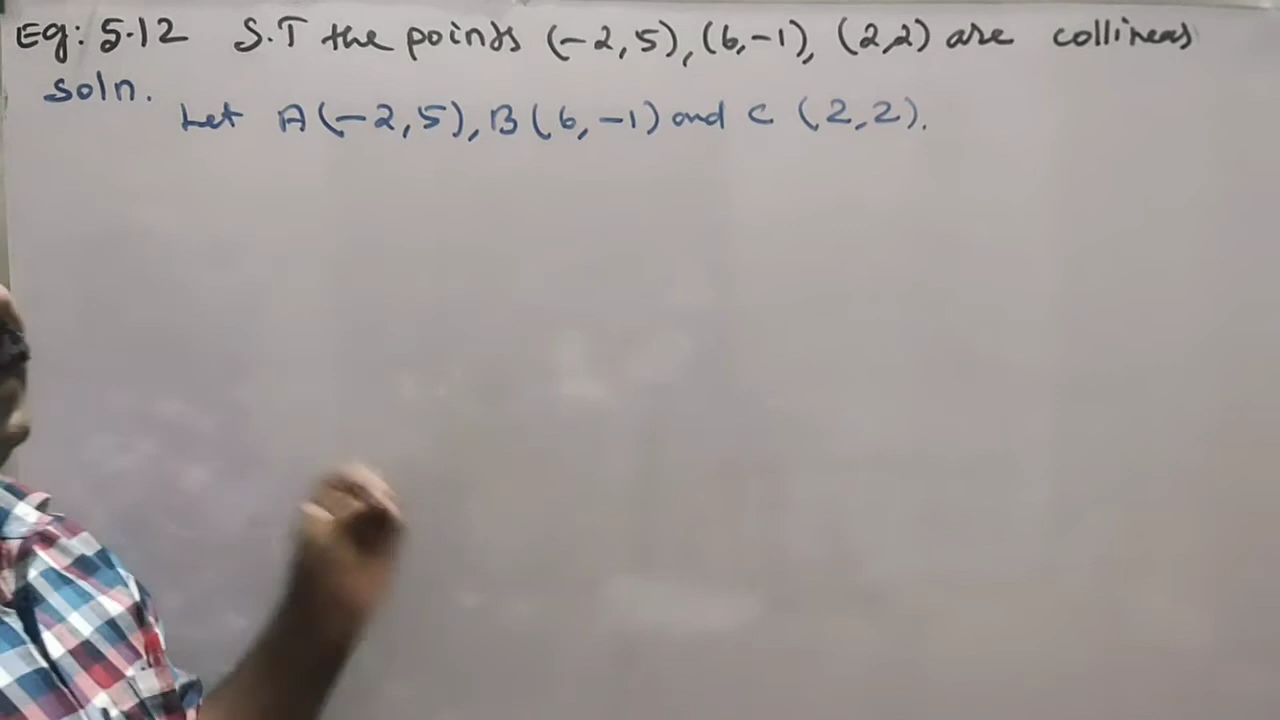 Eg: 5.12 S.T the points (-2,5), (6,-1), (2,2) are collinear
Soln.
Let A(-2,5), B(6,-1) and C (2,2).